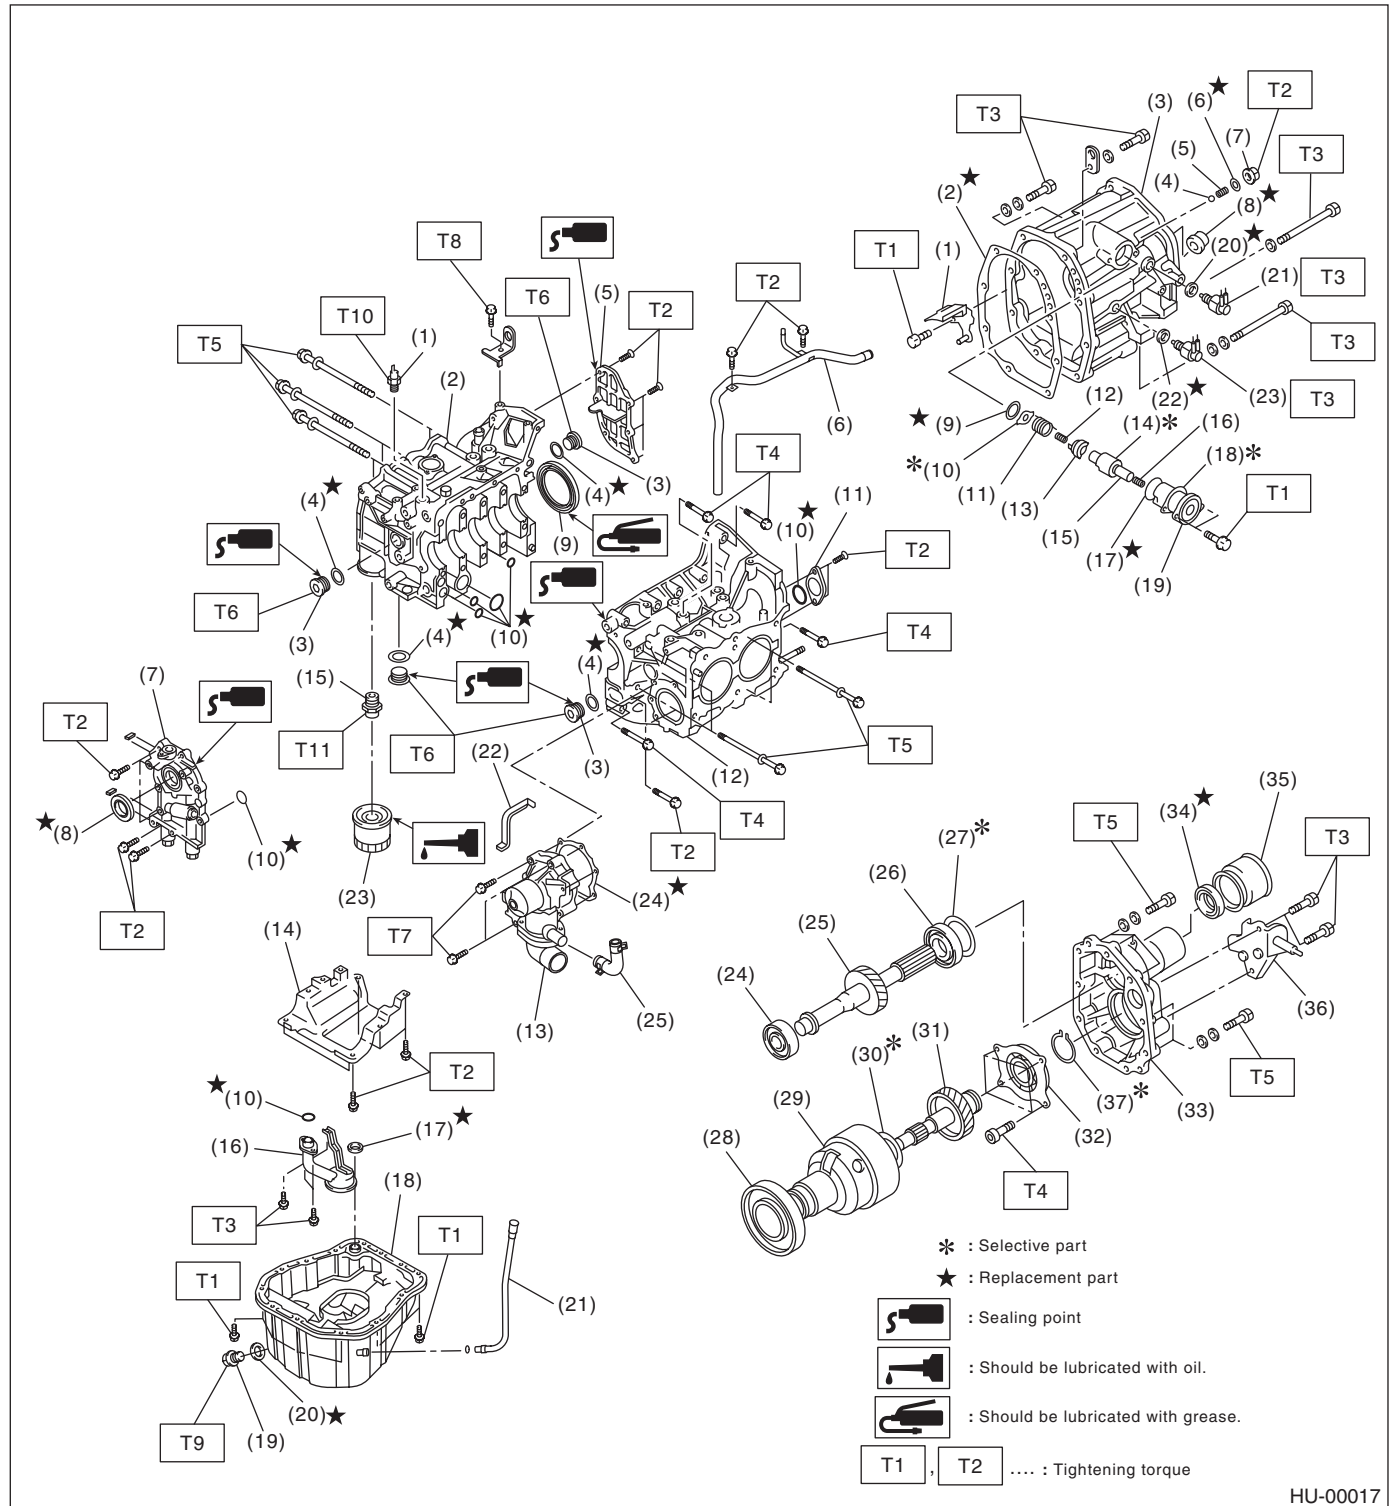 T3
(6)★
T2
(3)
(7)
(5)
T3
(4)
(2)★
(8)★
T8
(20)★
T1
(1)
T6
(5)
T2
T2
(21)
T3
T10
T5
(1)
T3
(2)
(22)★
(23)
T3
(12)
★(9)
(14)*
(16)
(6)
*(10)
(18)*
T4
(3)
(4)★
(11)
(11)
(13)
T1
(4)★
(10)★
(15)
(9)
T2
(17)★
(19)
T6
(3)
T4
(4)★
(10)★
★
(4)
(7)
(15)
T2
T11
T6
(22)
(3)
T5
(12)
(35)
(34)★
T4
T5
★(8)
(10)★
T2
(27)*
T3
(23)
(24)★
(26)
T2
T7
(14)
(25)
(24)
(36)
(13)
(25)
(31)
(30)*
T2
T5
★(10)
(37)*
(33)
(17)★
(29)
(32)
(16)
(28)
(18)
T4
T3
T1
* : Selective part
T1
★ : Replacement part
(21)
: Sealing point
: Should be lubricated with oil.
(20)★
: Should be lubricated with grease.
T9
(19)
T1 , T2 .... : Tightening torque
HU-00017